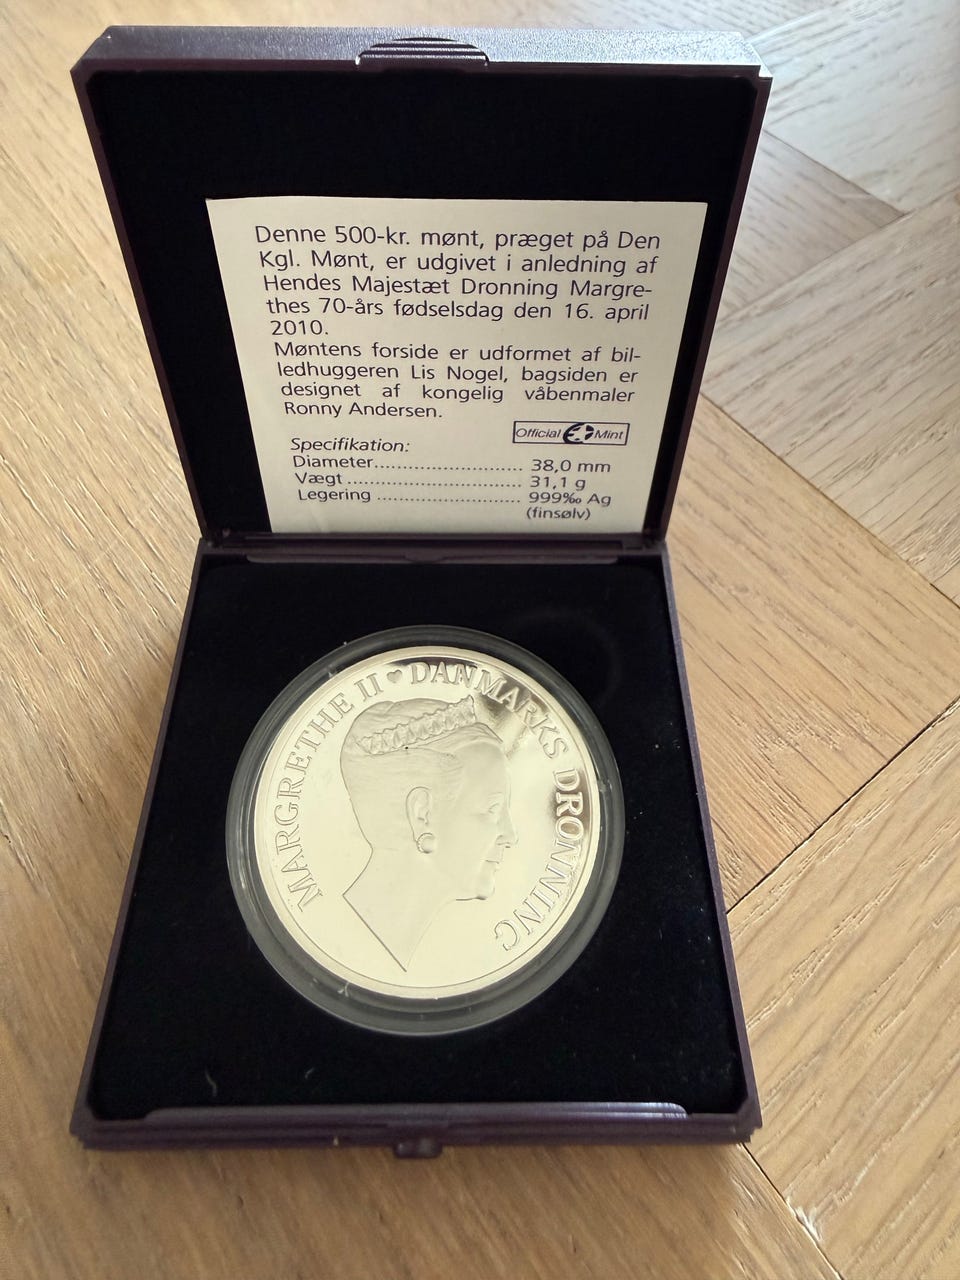 Denne 500-kr. mønt, præget på Den
Kgl. Mønt, er udgivet i anledning af
Hendes Majestæt Dronning Margre-
thes 70-års fødselsdag den 16. april
2010.
Møntens forside er udformet af bil-
ledhuggeren Lis Nogel, bagsiden er
designet af kongelig våbenmaler
Ronny Andersen.
Official Mint
Specifikation:
Diameter.......................... 38,0 mm
Vægt .............................. 31,1 g
Legering ......................... 999‰ Ag
(finsølv)
MARGRETHE II ♥ DANMARKS DRONNING